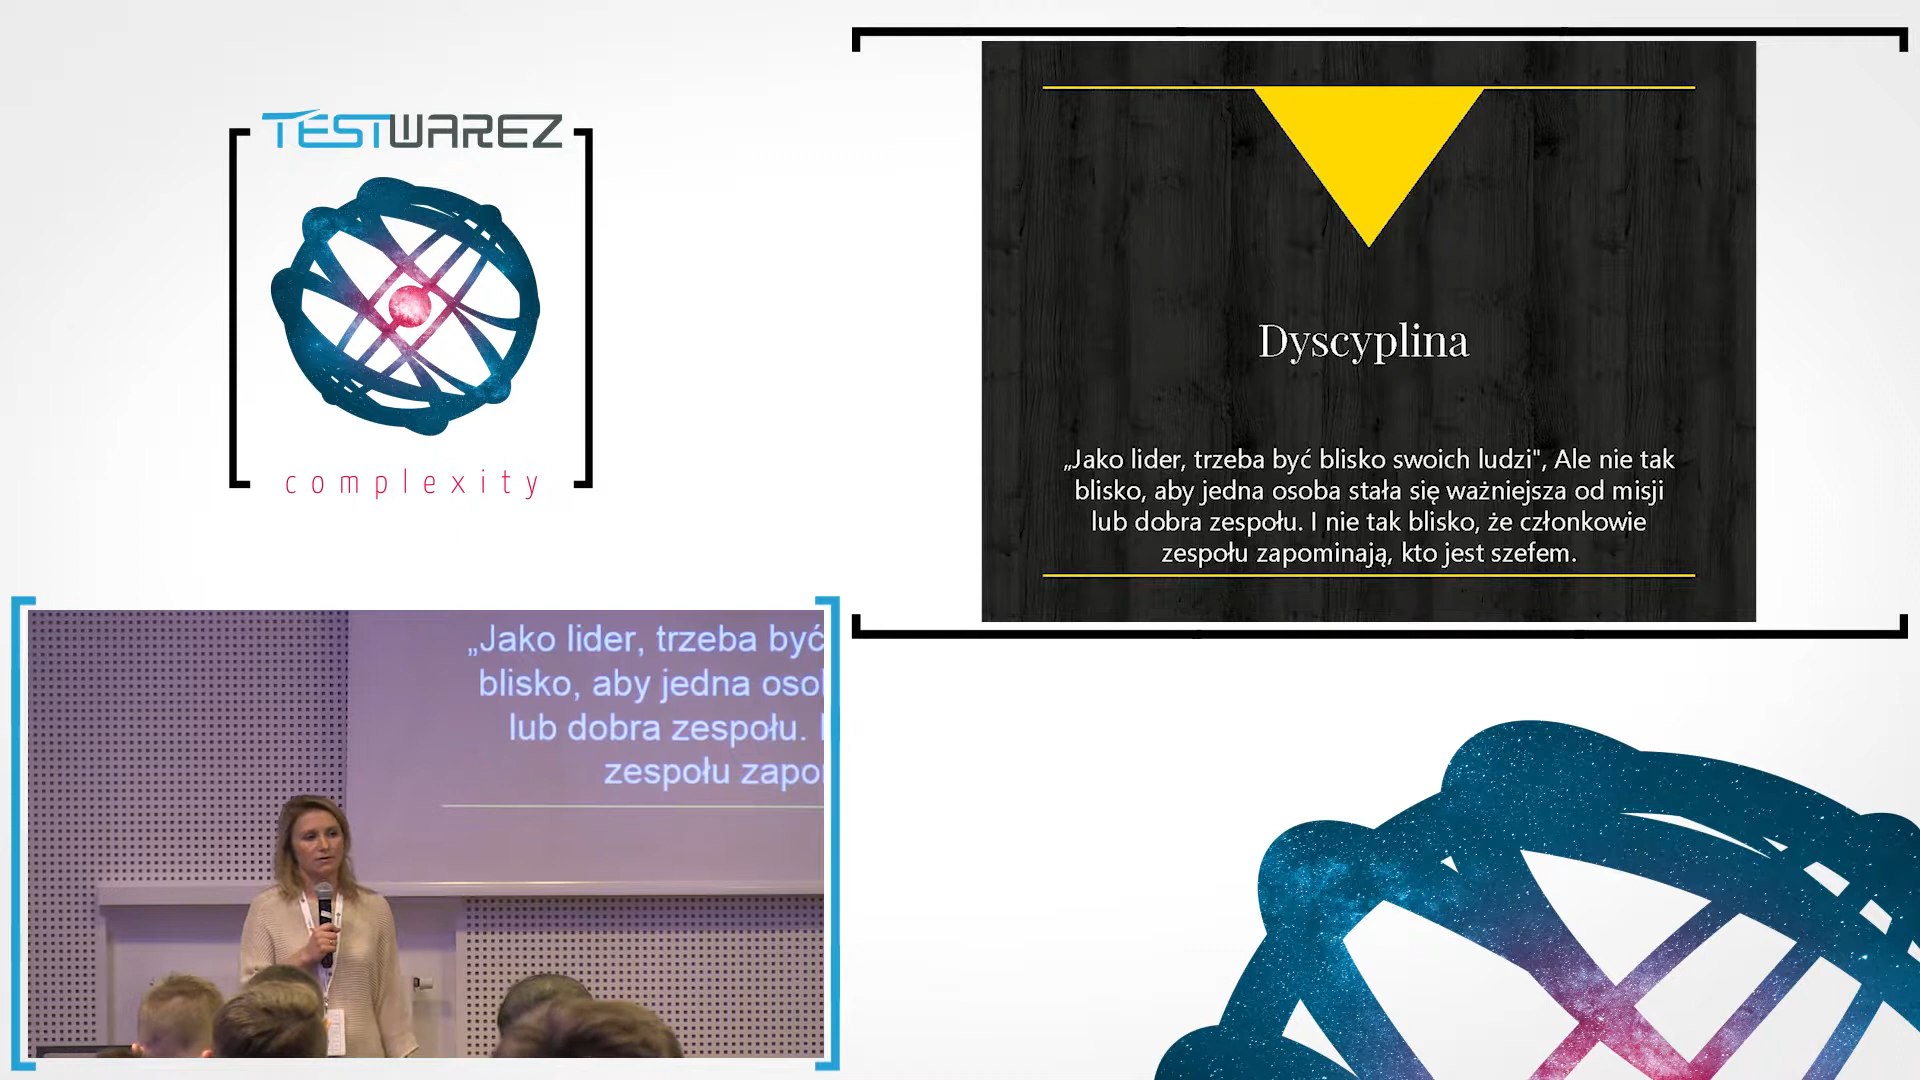 TESTWAREZ
complexity
Dyscyplina
„Jako lider, trzeba być blisko swoich ludzi", Ale nie tak
blisko, aby jedna osoba stała się ważniejsza od misji
lub dobra zespołu. I nie tak blisko, że członkowie
zespołu zapominają, kto jest szefem.
„Jako lider, trzeba być
blisko, aby jedna oso
lub dobra zespołu.
zespołu zapo